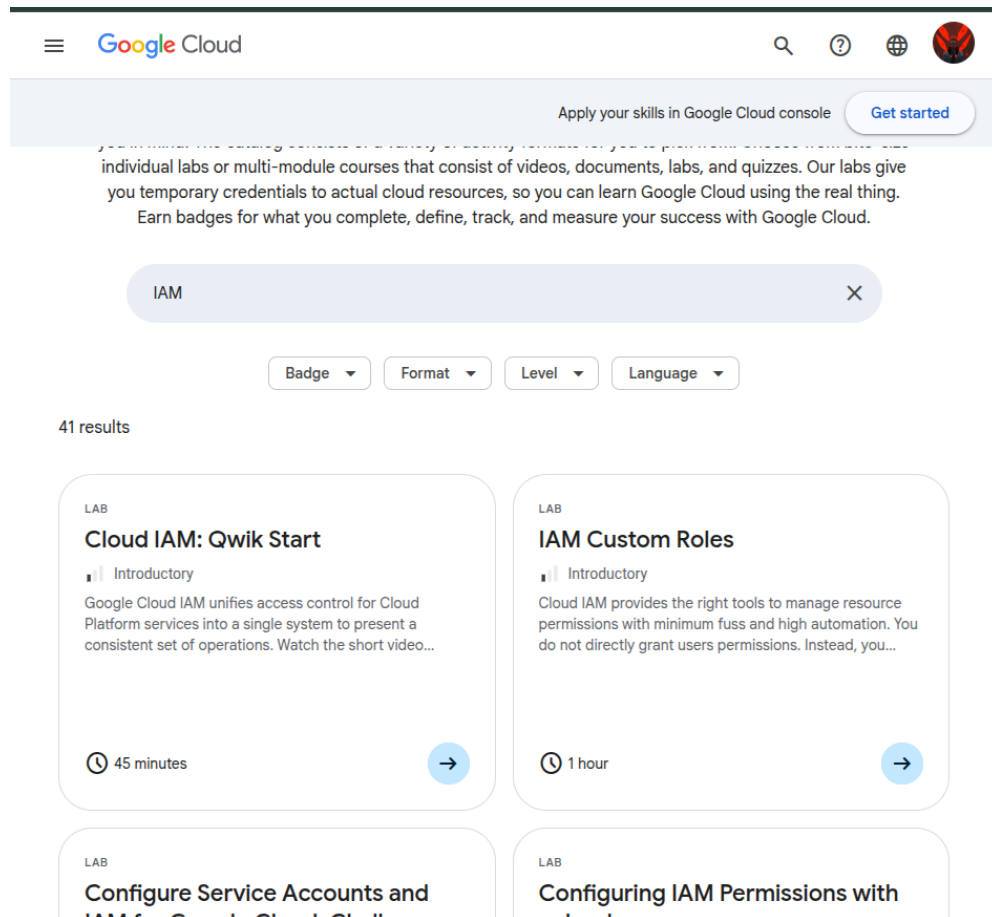 Google Cloud
Apply your skills in Google Cloud console
Get started
individual labs or multi-module courses that consist of videos, documents, labs, and quizzes. Our labs give
you temporary credentials to actual cloud resources, so you can learn Google Cloud using the real thing.
Earn badges for what you complete, define, track, and measure your success with Google Cloud.
IAM
Badge
Format
Level
Language
41 results
LAB
Cloud IAM: Qwik Start
Introductory
Google Cloud IAM unifies access control for Cloud
Platform services into a single system to present a
consistent set of operations. Watch the short video...
45 minutes
LAB
IAM Custom Roles
Introductory
Cloud IAM provides the right tools to manage resource
permissions with minimum fuss and high automation. You
do not directly grant users permissions. Instead, you...
1 hour
LAB
Configure Service Accounts and
LAB
Configuring IAM Permissions with